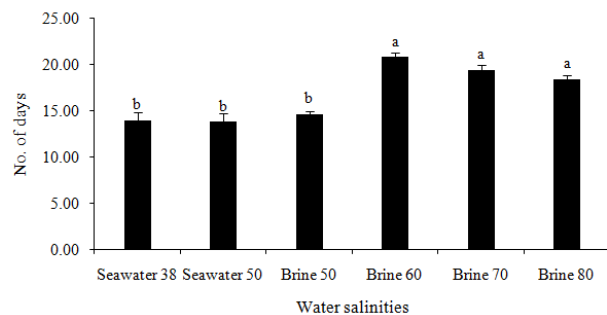 25.00
20.00
15.00
10.00
5.00
0.00
No. of days
b
b
b
a
a
a
Seawater 38 Seawater 50 Brine 50 Brine 60 Brine 70 Brine 80
Water salinities